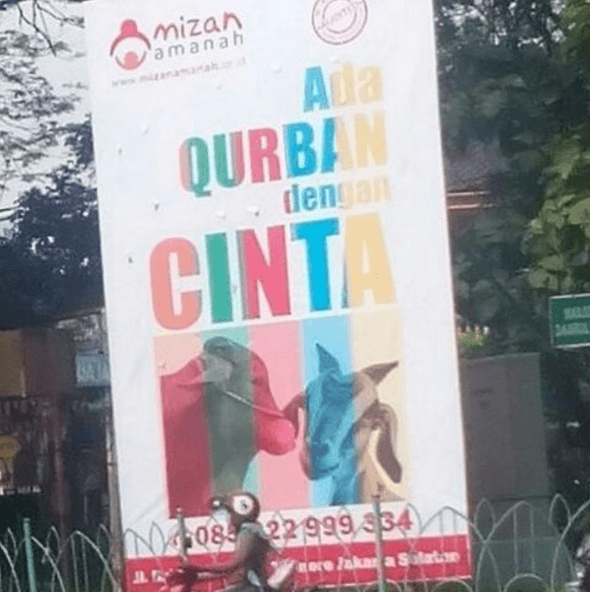 mizan
amanah
www.mizanamanah.or.id
Ada
QURBAN
dengan
CINTA
22 999 334
Jakarta Selatan